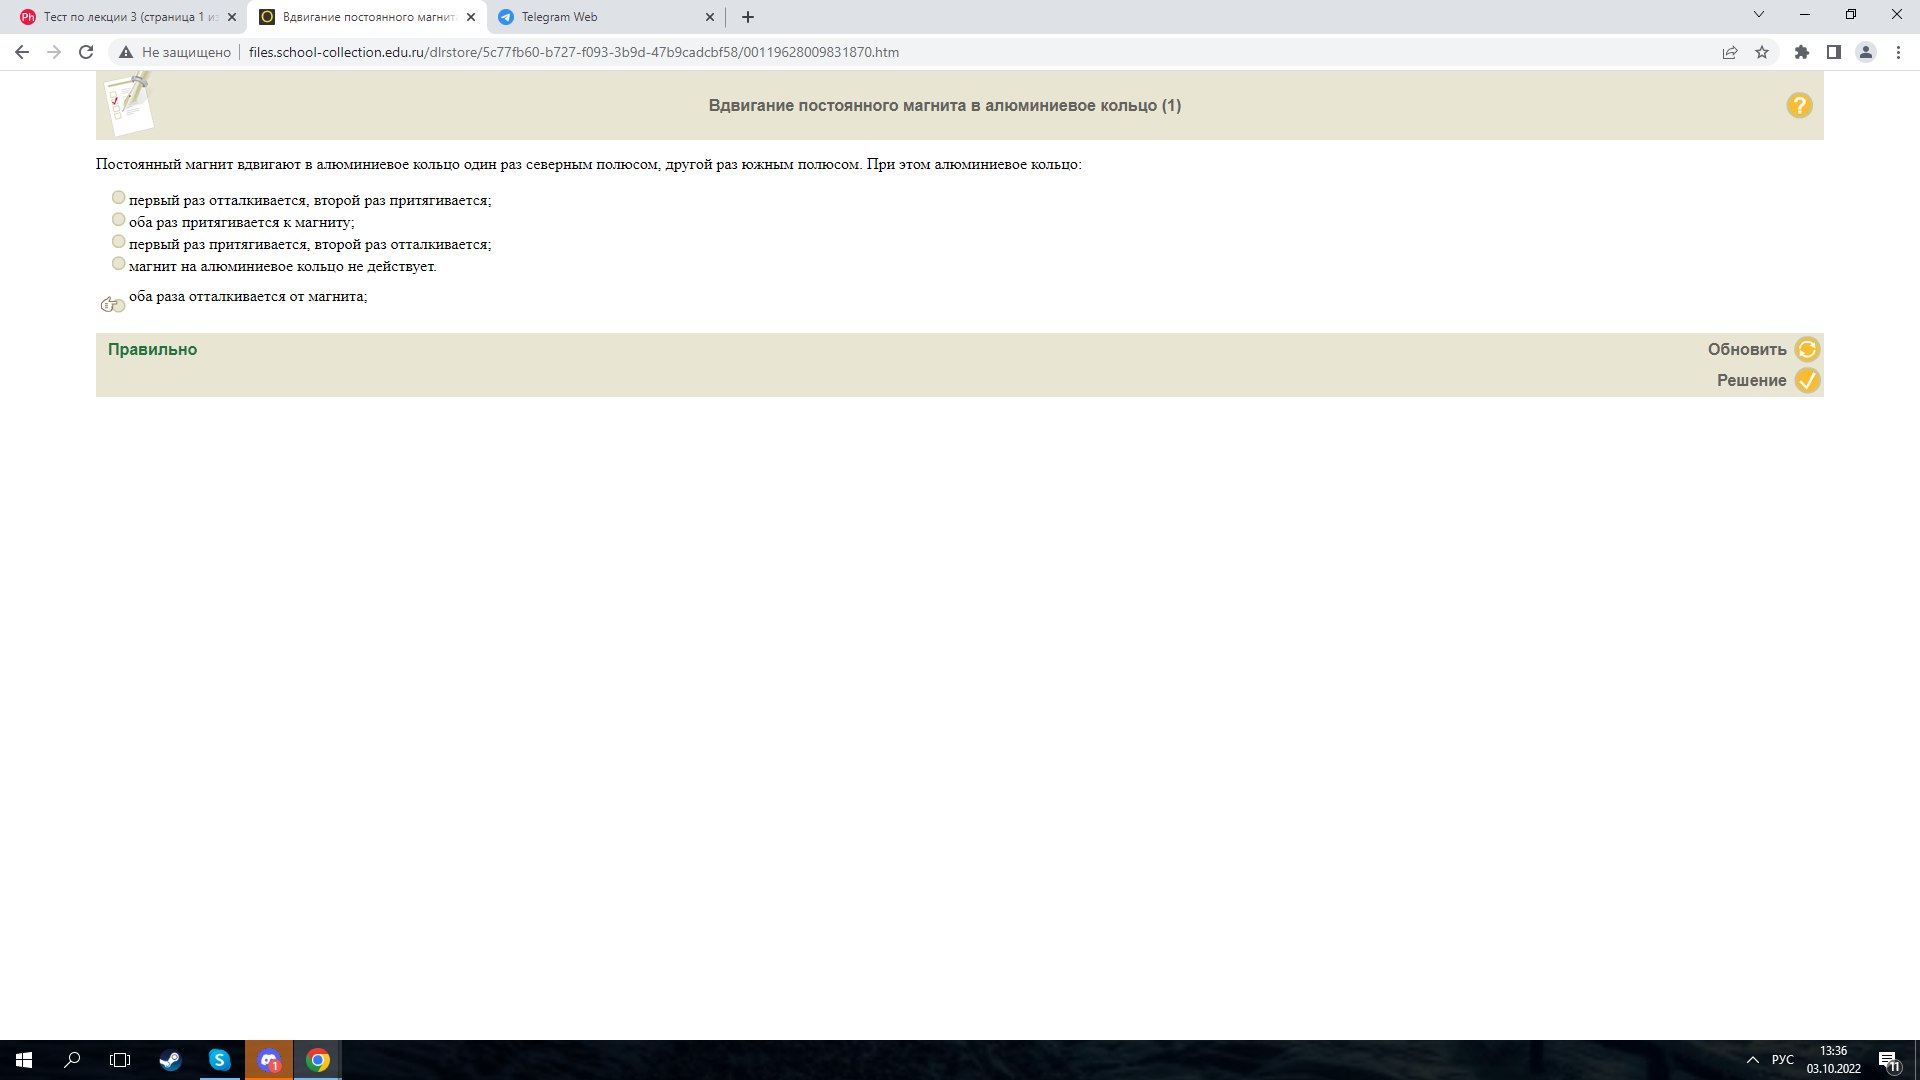 Ph Тест по лекции 3 (страница 1 из
Вдвигание постоянного магнит
Telegram Web
Не защищено
files.school-collection.edu.ru/dlrstore/5c77fb60-b727-f093-3b9d-47b9cadcbf58/00119628009831870.htm
Вдвигание постоянного магнита в алюминиевое кольцо (1)
?
Постоянный магнит вдвигают в алюминиевое кольцо один раз северным полюсом, другой раз южным полюсом. При этом алюминиевое кольцо:
первый раз отталкивается, второй раз притягивается;
оба раз притягивается к магниту;
первый раз притягивается, второй раз отталкивается;
магнит на алюминиевое кольцо не действует.
оба раза отталкивается от магнита;
Правильно
Обновить
Решение
S
1
РУС
13:36
03.10.2022
11